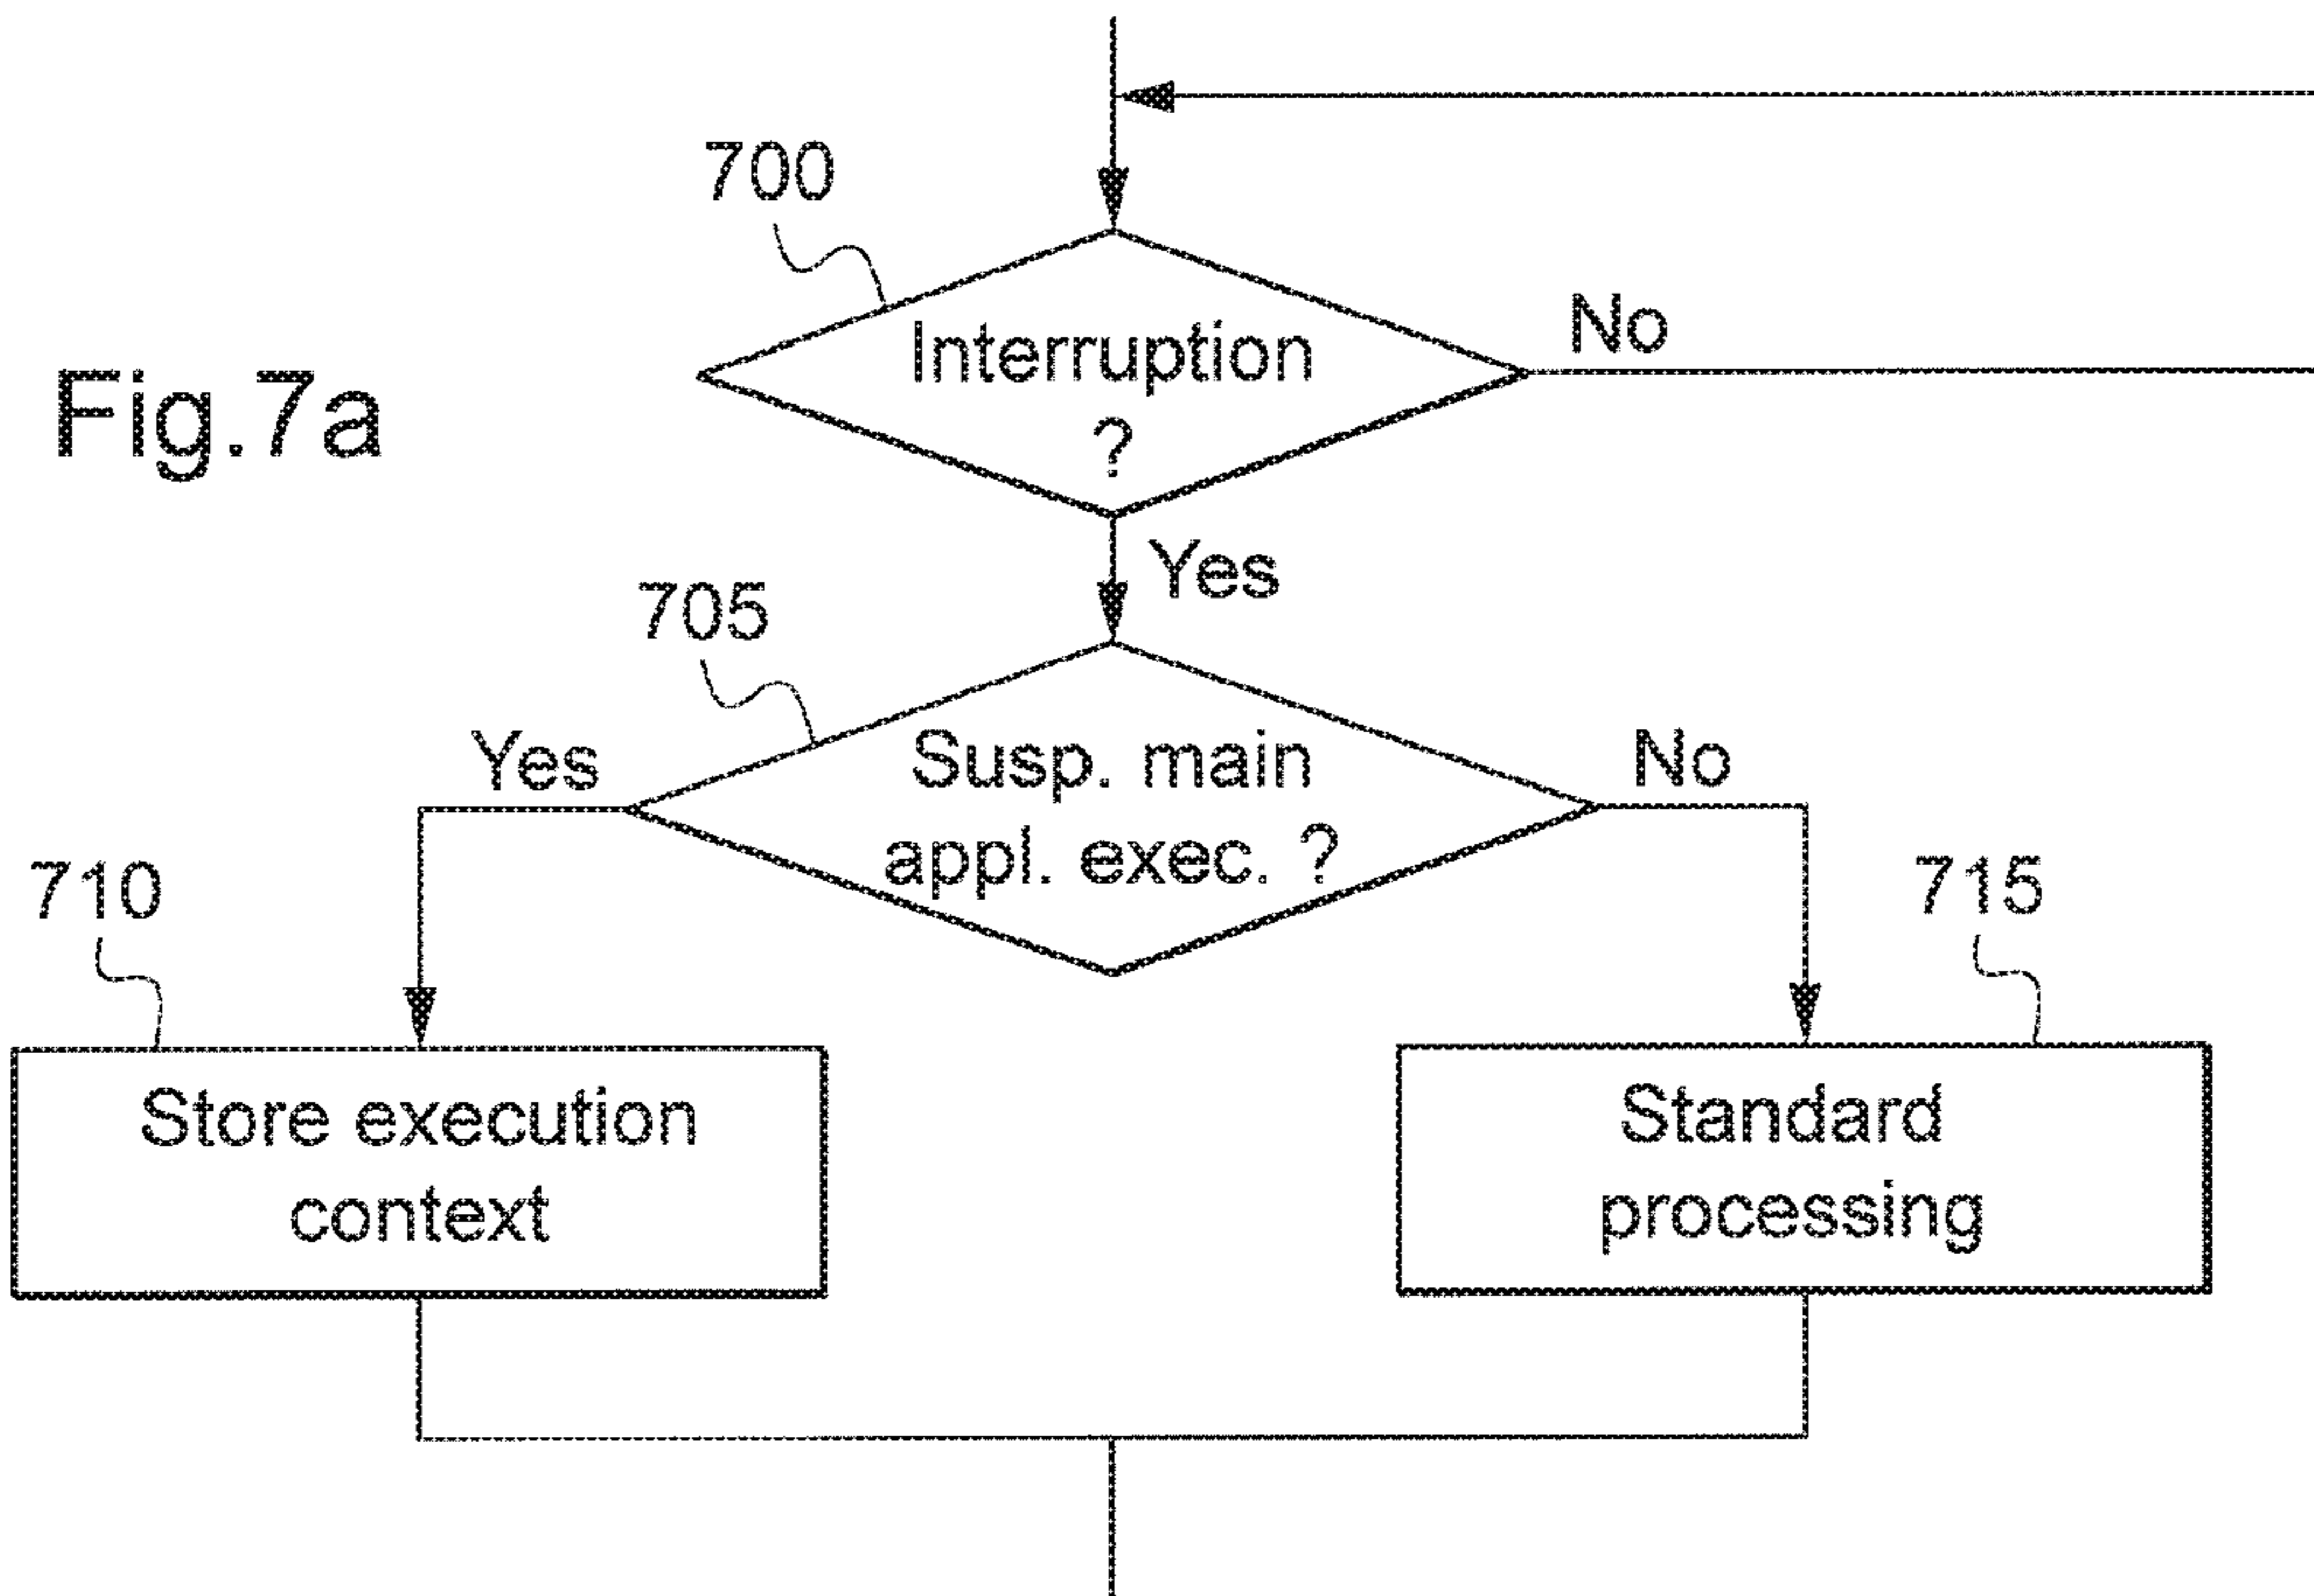 700
Interruption
?
No
Fig.7a
Yes
705
Yes
Susp. main
appl. exec. ?
No
710
715
Store execution
context
Standard
processing